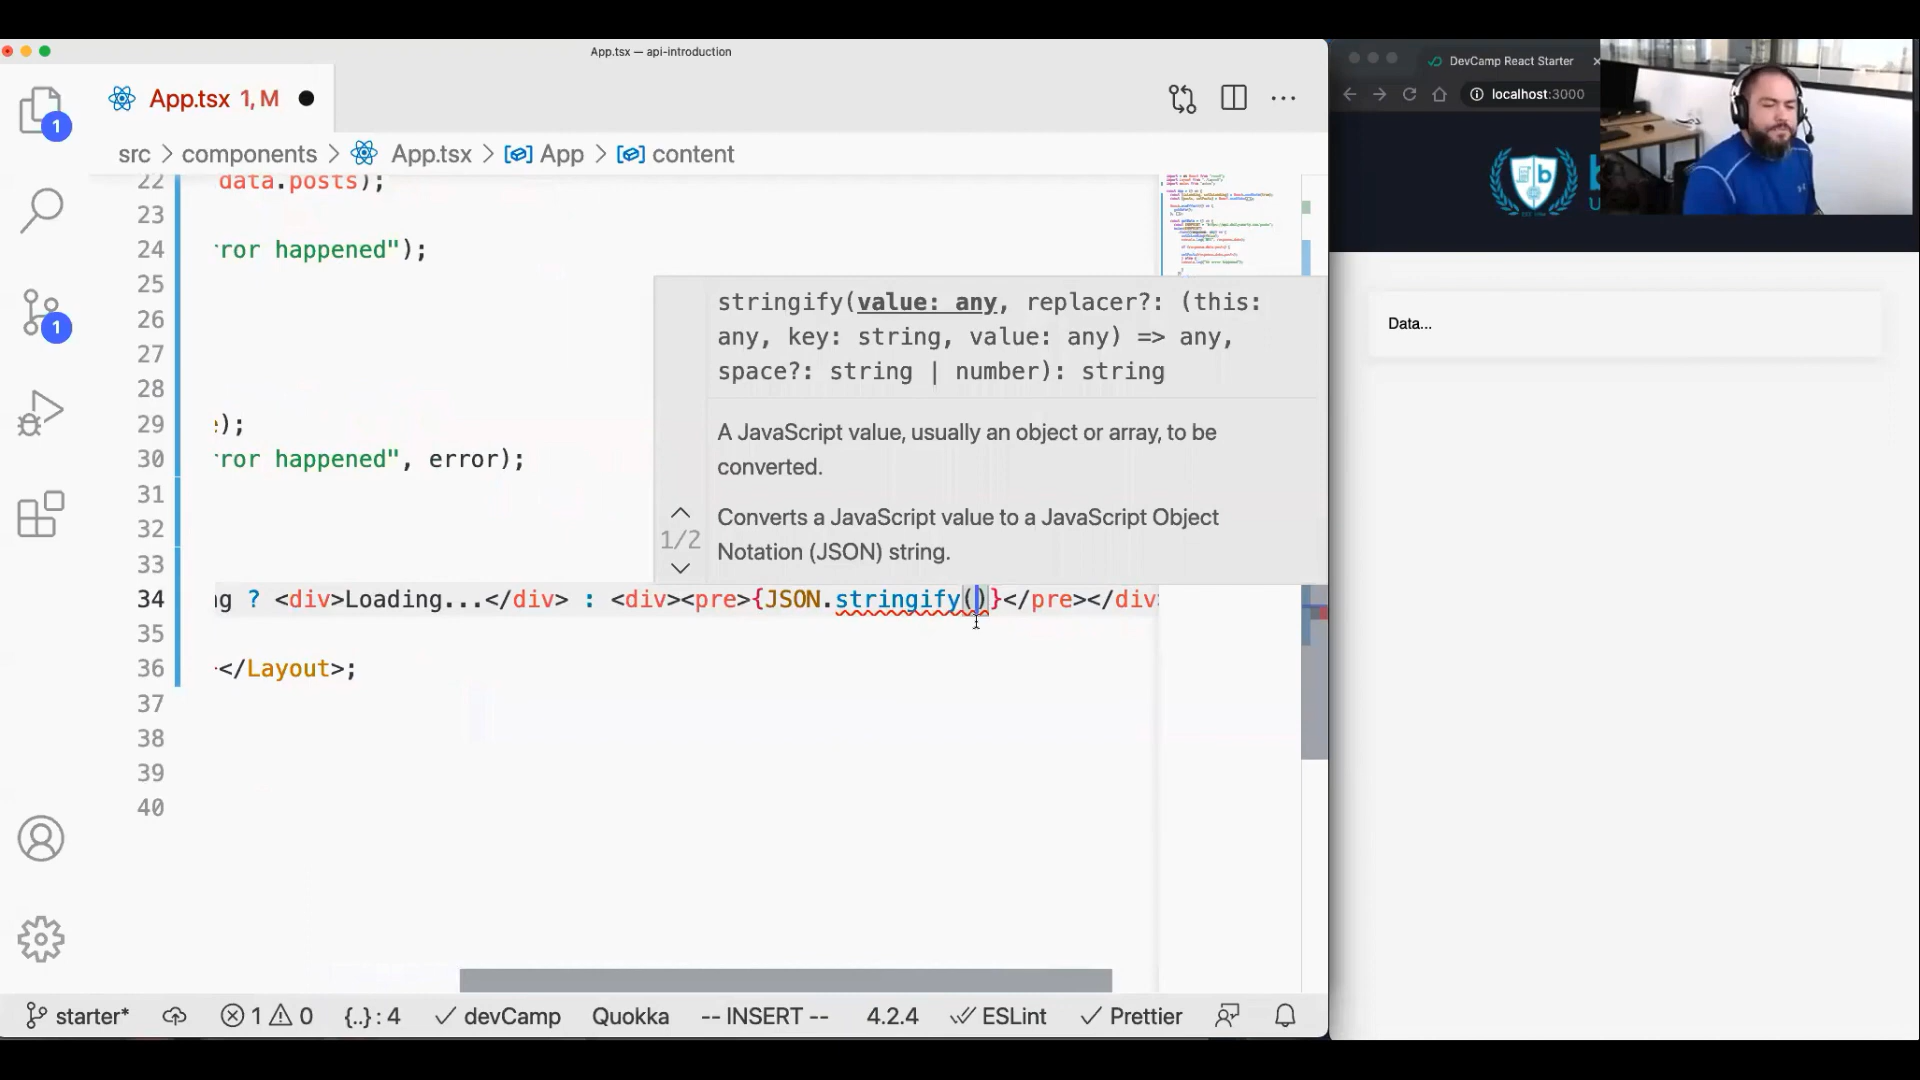 App.tsx — api-introduction
App.tsx 1, M
src > components > App.tsx > App > content
22 data.posts);
23
24 ror happened");
25
26
27
28
29 );
30 ror happened", error);
31
32
33
34 ng ? <div>Loading...</div> : <div><pre>{JSON.stringify()}</pre></div>
35
36 </Layout>;
37
38
39
40
stringify(value: any, replacer?: (this:
any, key: string, value: any) => any,
space?: string | number): string
A JavaScript value, usually an object or array, to be
converted.
1/2
Converts a JavaScript value to a JavaScript Object
Notation (JSON) string.
1
1
starter* 1 0 {..}: 4 devCamp Quokka -- INSERT -- 4.2.4 ESLint Prettier
DevCamp React Starter
localhost:3000
b
Data...